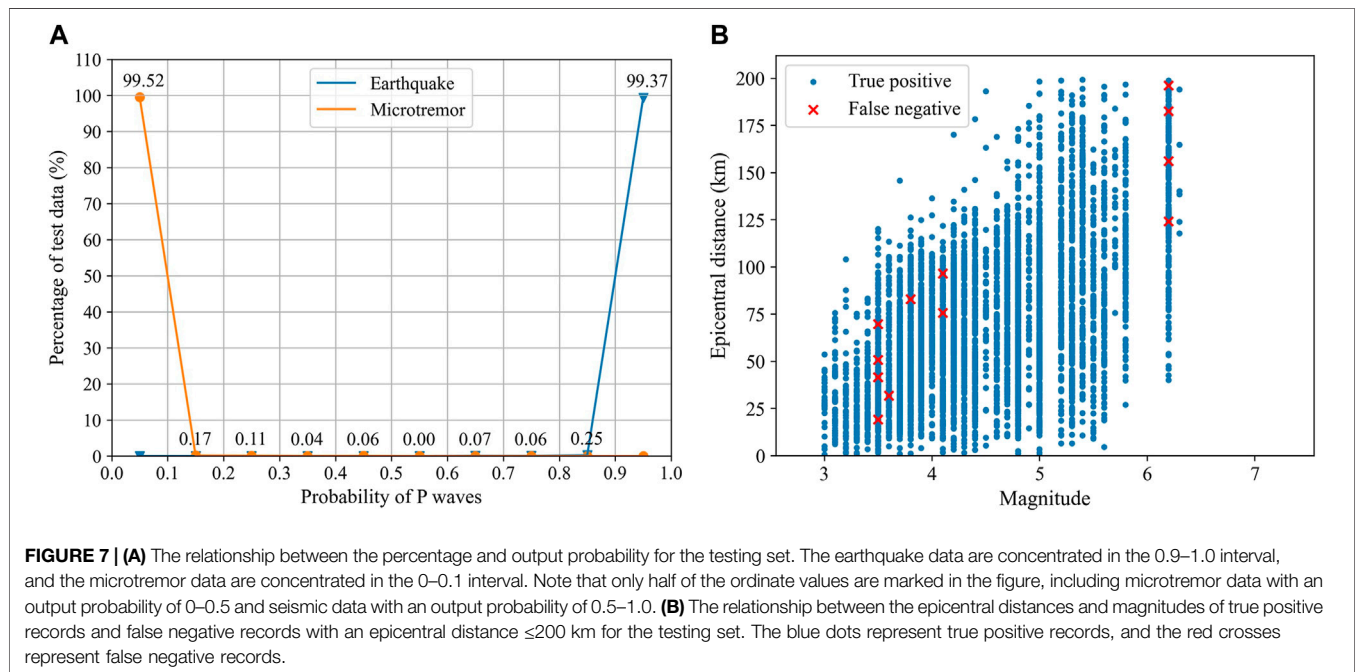 A
110
100
90
80
70
60
50
40
30
20
10
0
Percentage of test data (%)
99.52
99.37
Earthquake
Microtremor
0.17 0.11 0.04 0.06 0.00 0.07 0.06 0.25
0.0 0.1 0.2 0.3 0.4 0.5 0.6 0.7 0.8 0.9 1.0
Probability of P waves
B
200
175
150
125
100
75
50
25
0
Epicentral distance (km)
True positive
False negative
3 4 5 6 7
Magnitude
FIGURE 7 | (A) The relationship between the percentage and output probability for the testing set. The earthquake data are concentrated in the 0.9–1.0 interval,
and the microtremor data are concentrated in the 0–0.1 interval. Note that only half of the ordinate values are marked in the figure, including microtremor data with an
output probability of 0–0.5 and seismic data with an output probability of 0.5–1.0. (B) The relationship between the epicentral distances and magnitudes of true positive
records and false negative records with an epicentral distance ≤200 km for the testing set. The blue dots represent true positive records, and the red crosses
represent false negative records.